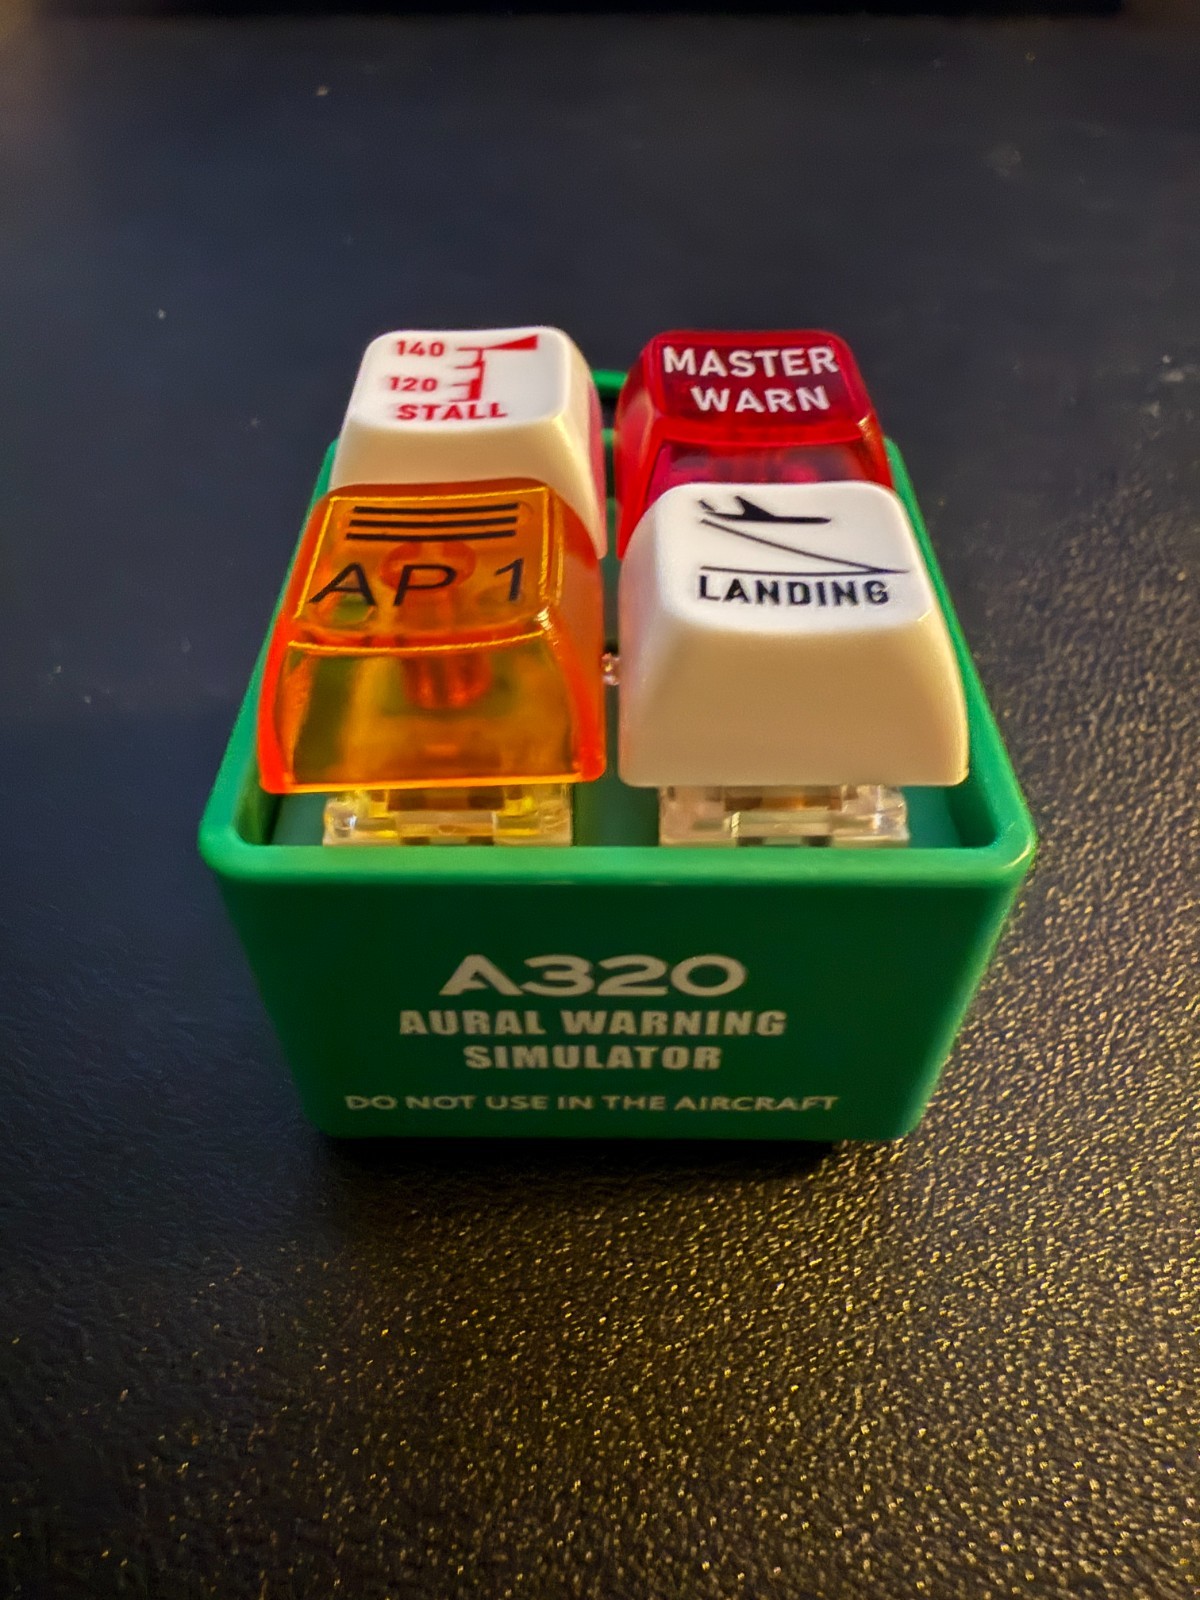 140
120
STALL
MASTER
WARN
AP 1
LANDING
A320
AURAL WARNING
SIMULATOR
DO NOT USE IN THE AIRCRAFT